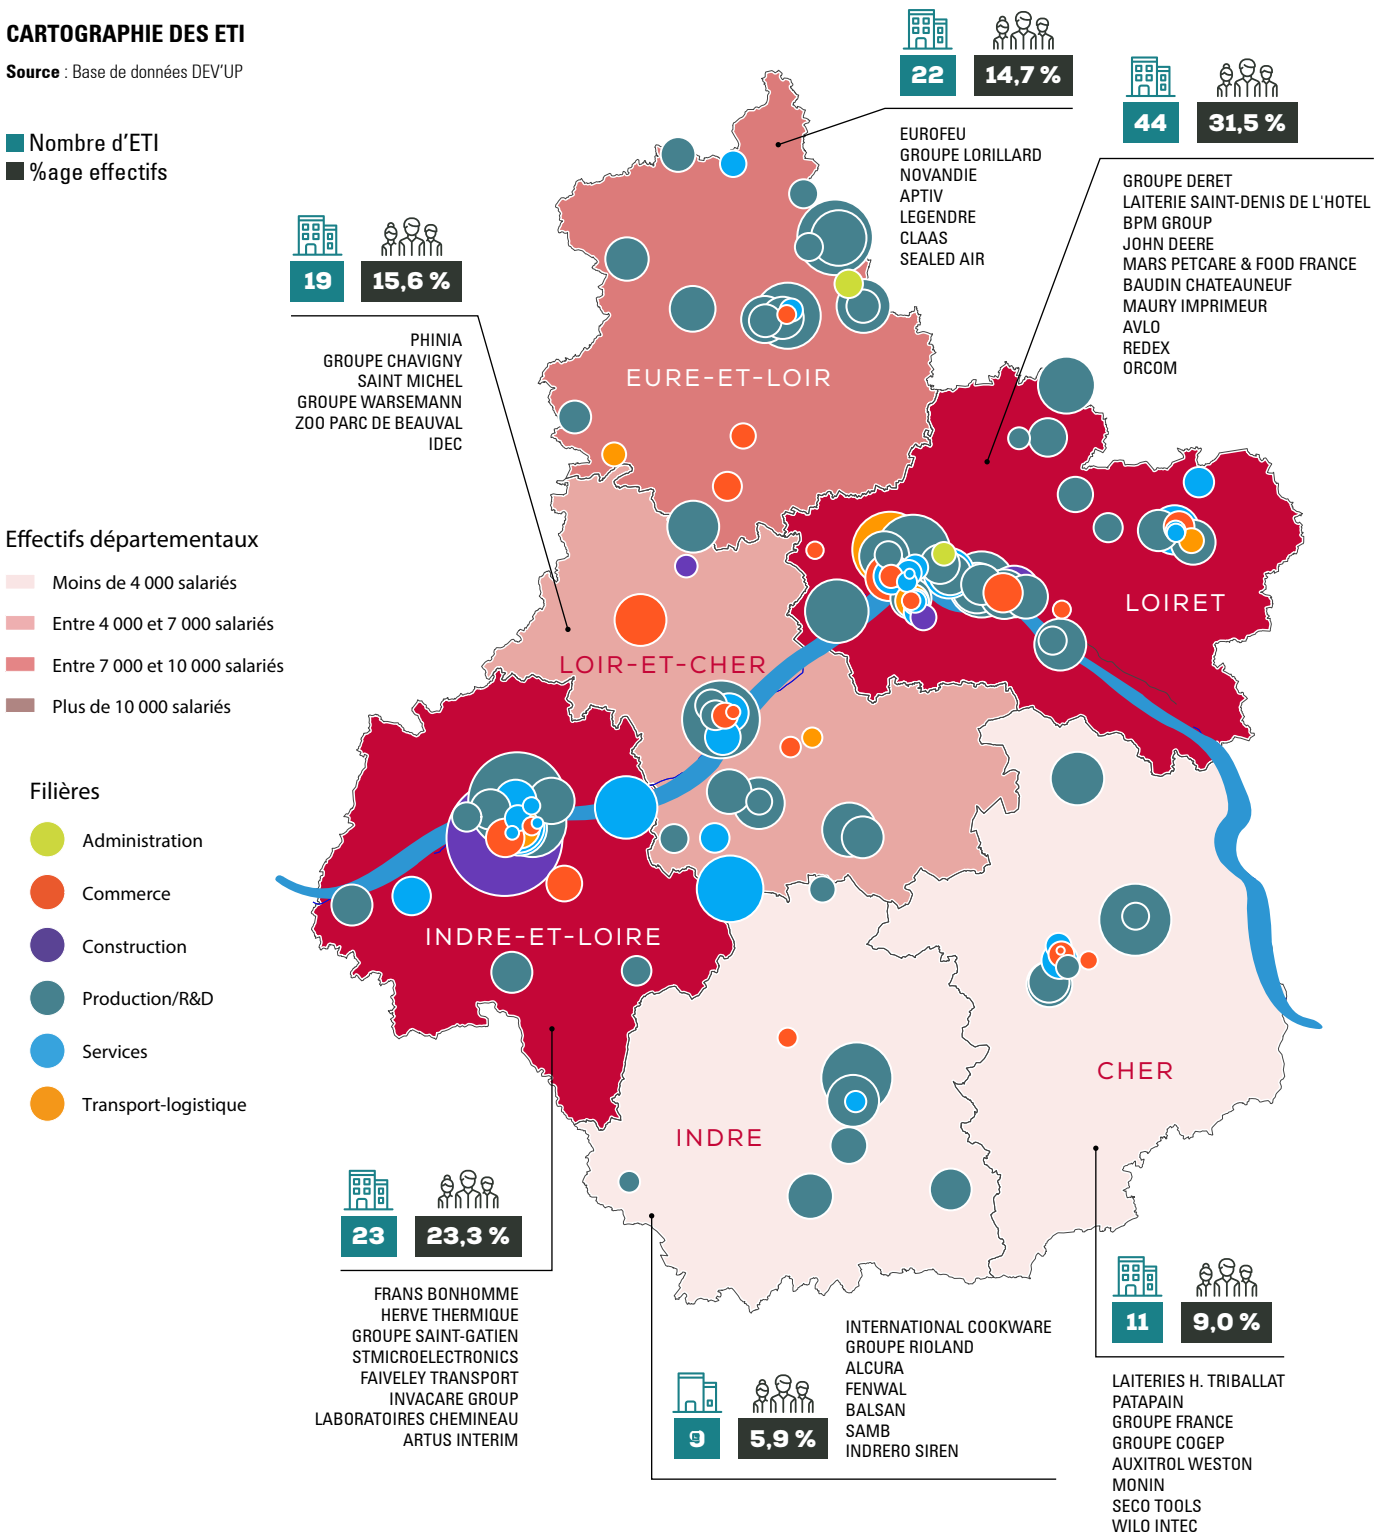 CARTOGRAPHIE DES ETI
Source : Base de données DEV'UP
Nombre d'ETI
%age effectifs
22
14,7 %
EUROFEU
GROUPE LORILLARD
NOVANDIE
APTIV
LEGENDRE
CLAAS
SEALED AIR
44
31,5 %
GROUPE DERET
LAITERIE SAINT-DENIS DE L'HOTEL
BPM GROUP
JOHN DEERE
MARS PETCARE & FOOD FRANCE
BAUDIN CHATEAUNEUF
MAURY IMPRIMEUR
AVLO
REDEX
ORCOM
19
15,6 %
PHINIA
GROUPE CHAVIGNY
SAINT MICHEL
GROUPE WARSEMANN
ZOO PARC DE BEAUVAL
IDEC
EURE-ET-LOIR
LOIRET
LOIR-ET-CHER
INDRE-ET-LOIRE
CHER
INDRE
Effectifs départementaux
Moins de 4 000 salariés
Entre 4 000 et 7 000 salariés
Entre 7 000 et 10 000 salariés
Plus de 10 000 salariés
Filières
Administration
Commerce
Construction
Production/R&D
Services
Transport-logistique
23
23,3 %
FRANS BONHOMME
HERVE THERMIQUE
GROUPE SAINT-GATIEN
STMICROELECTRONICS
FAIVELEY TRANSPORT
INVACARE GROUP
LABORATOIRES CHEMINEAU
ARTUS INTERIM
9
5,9 %
INTERNATIONAL COOKWARE
GROUPE RIOLAND
ALCURA
FENWAL
BALSAN
SAMB
INDRERO SIREN
11
9,0 %
LAITERIES H. TRIBALLAT
PATAPAIN
GROUPE FRANCE
GROUPE COGEP
AUXITROL WESTON
MONIN
SECO TOOLS
WILO INTEC